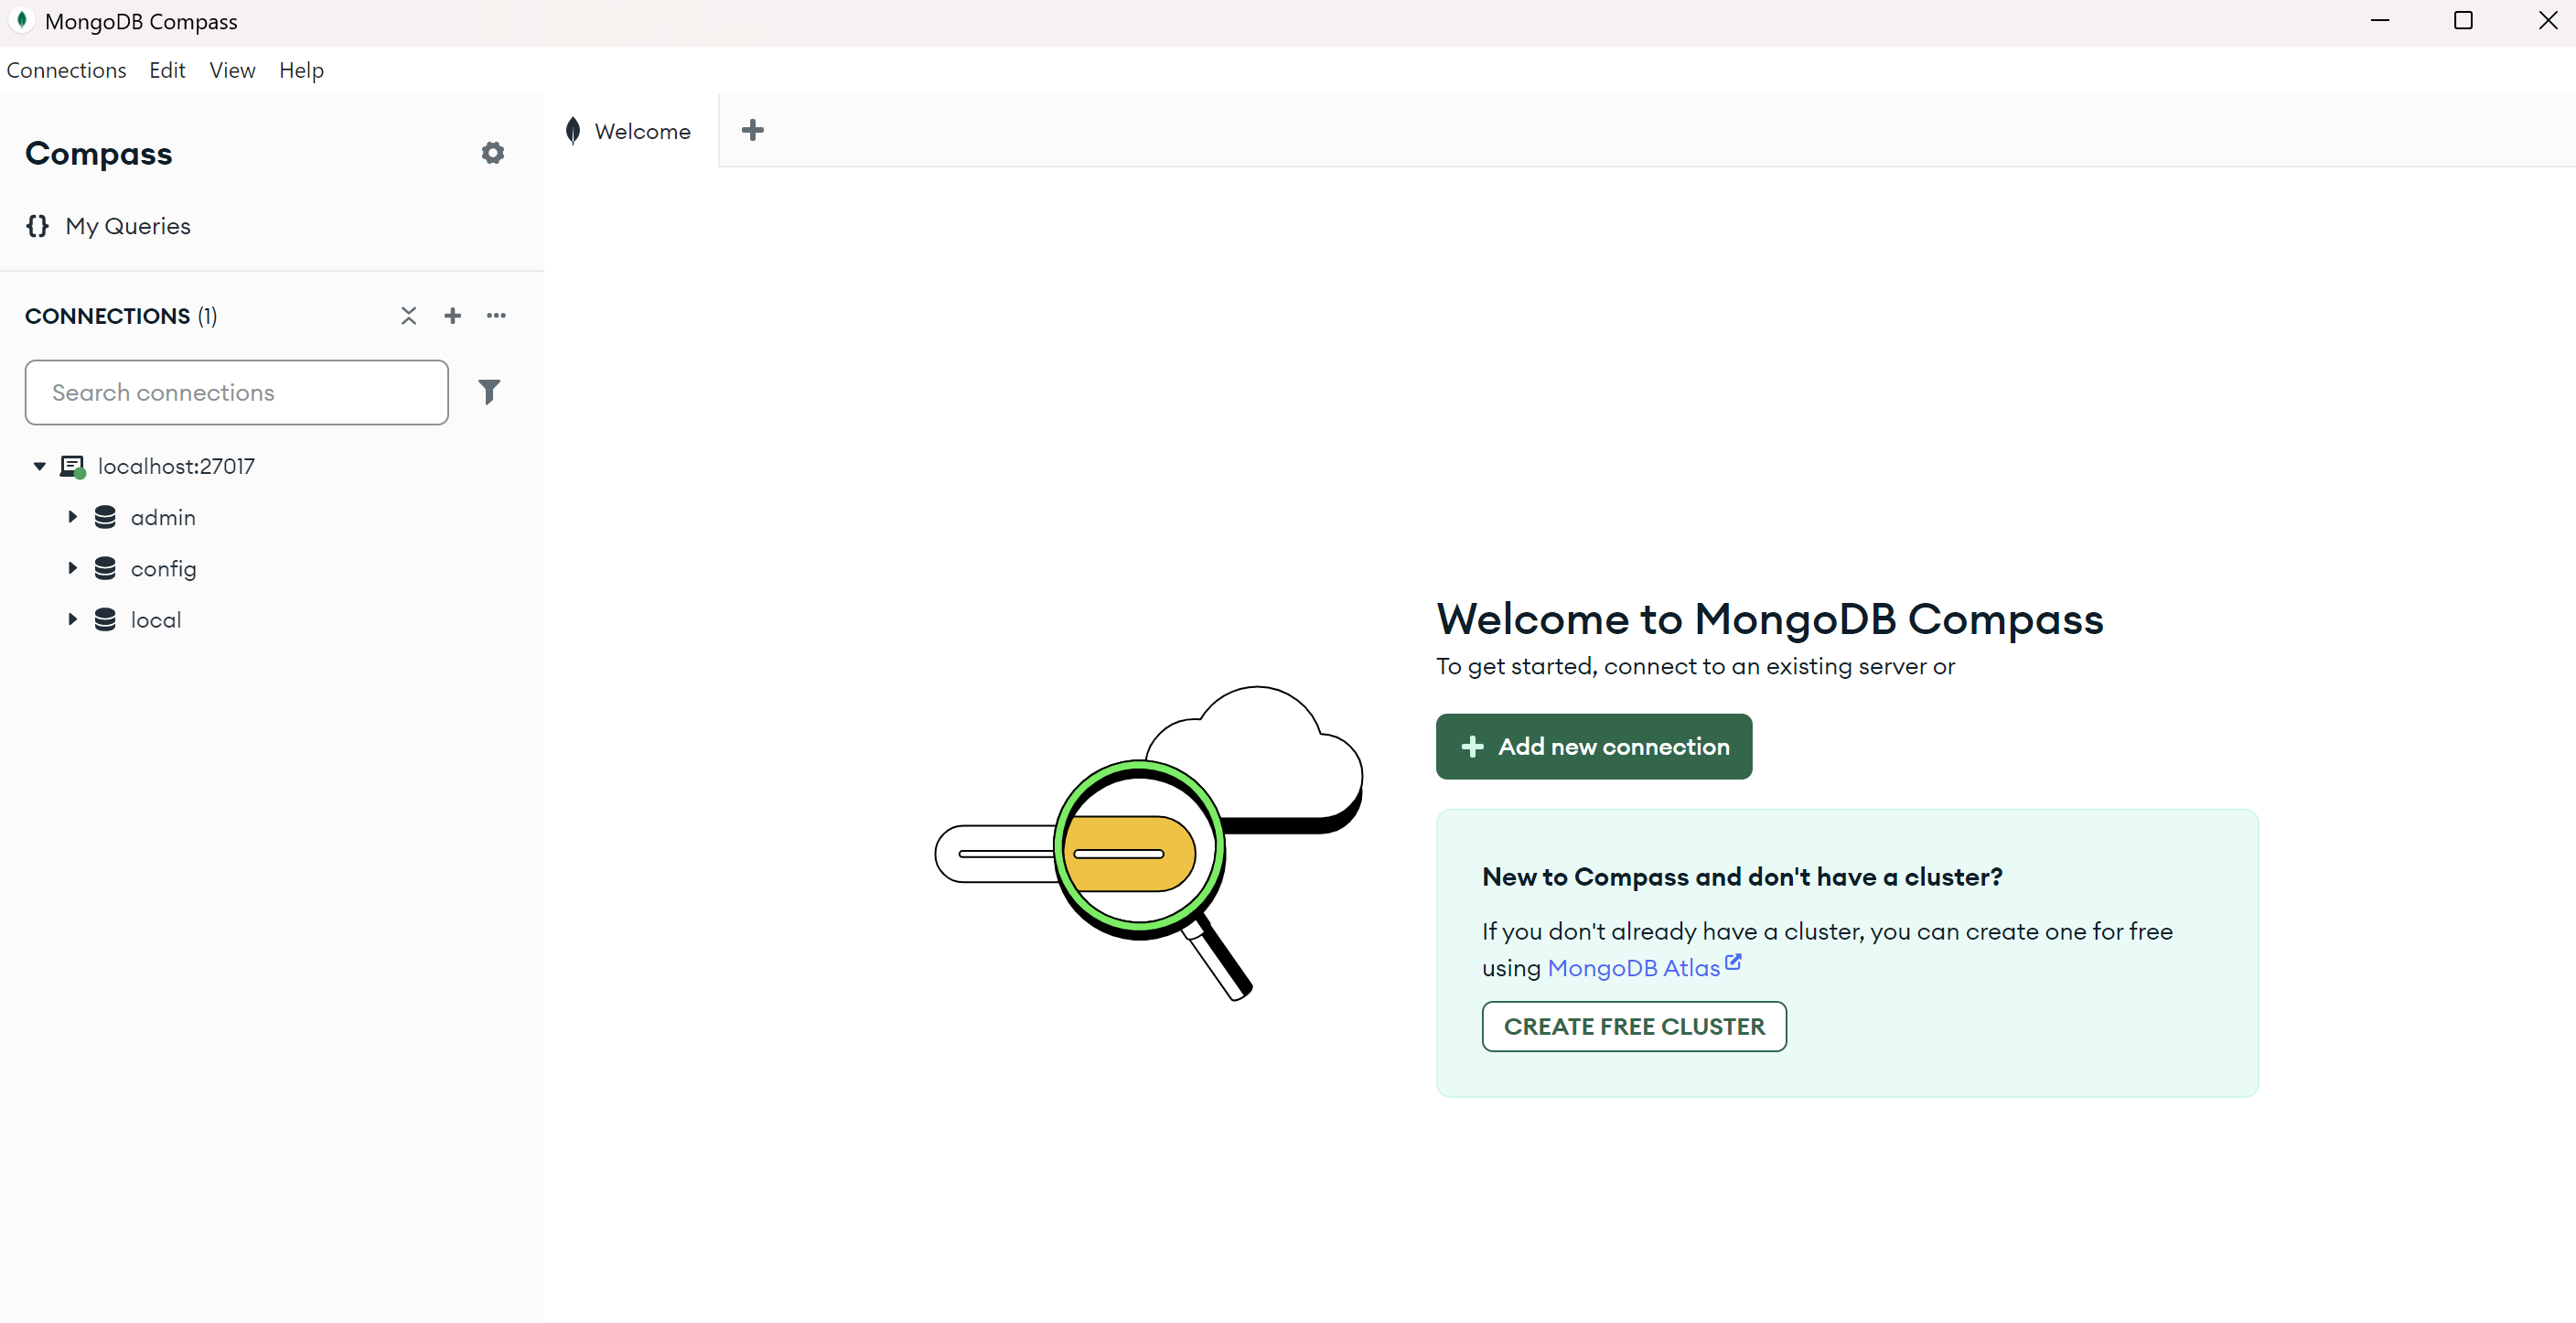 MongoDB Compass
Connections Edit View Help
Compass
Welcome
My Queries
CONNECTIONS (1)
Search connections
localhost:27017
admin
config
local
Welcome to MongoDB Compass
To get started, connect to an existing server or
Add new connection
New to Compass and don't have a cluster?
If you don't already have a cluster, you can create one for free
using MongoDB Atlas
CREATE FREE CLUSTER